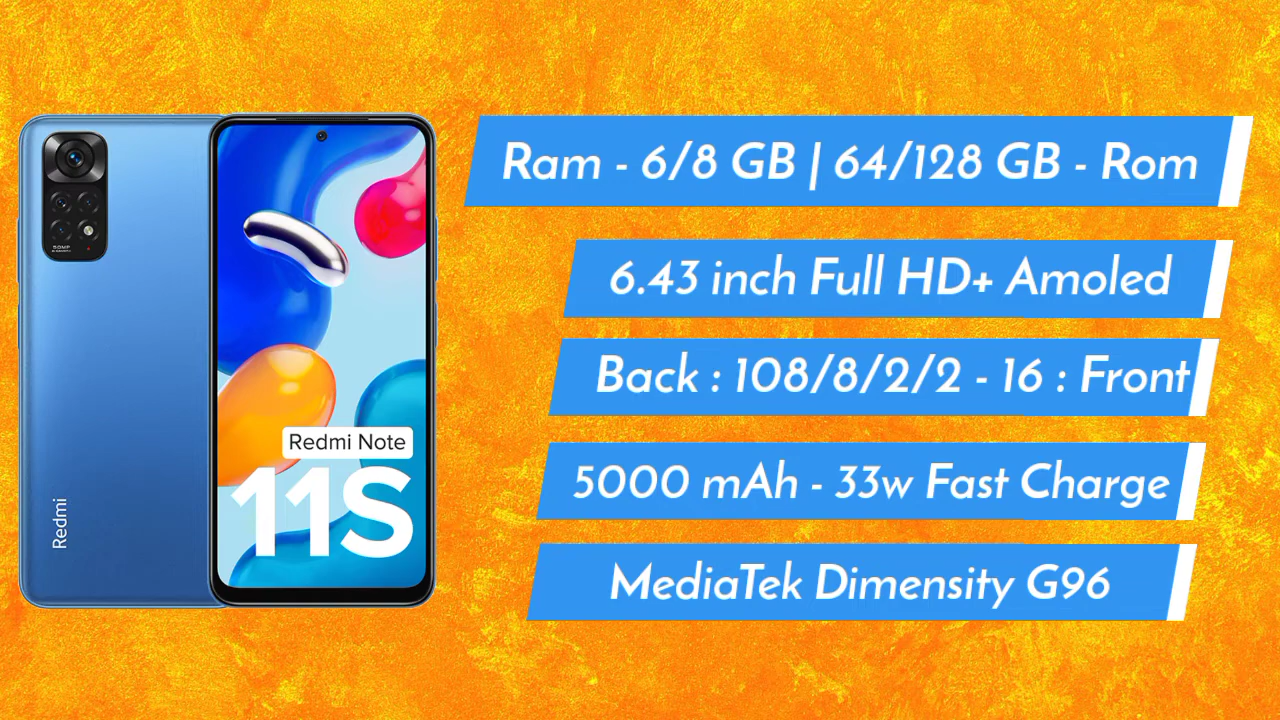 Ram - 6/8 GB | 64/128 GB - Rom
6.43 inch Full HD+ Amoled
Back : 108/8/2/2 - 16 : Front
5000 mAh - 33w Fast Charge
MediaTek Dimensity G96
Redmi Note
11S
Redmi
50MP